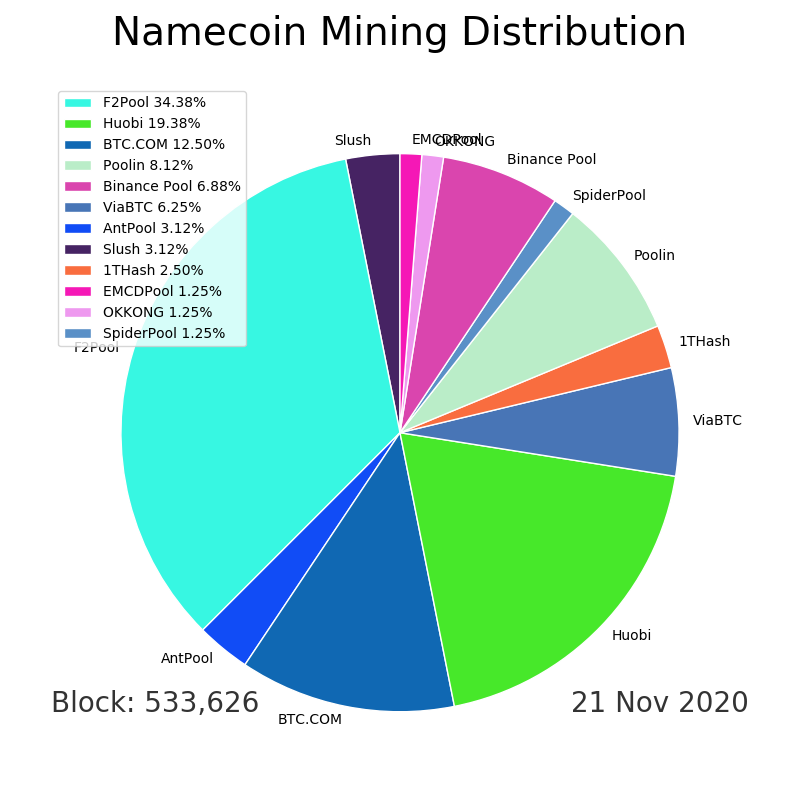 Namecoin Mining Distribution
F2Pool 34.38%
Huobi 19.38%
BTC.COM 12.50%
Poolin 8.12%
Binance Pool 6.88%
ViaBTC 6.25%
AntPool 3.12%
Slush 3.12%
1THash 2.50%
EMCDPool 1.25%
OKKONG 1.25%
SpiderPool 1.25%
Slush
EMCDPool
OKKONG
Binance Pool
SpiderPool
Poolin
1THash
ViaBTC
Huobi
BTC.COM
AntPool
F2Pool
Block: 533,626
21 Nov 2020